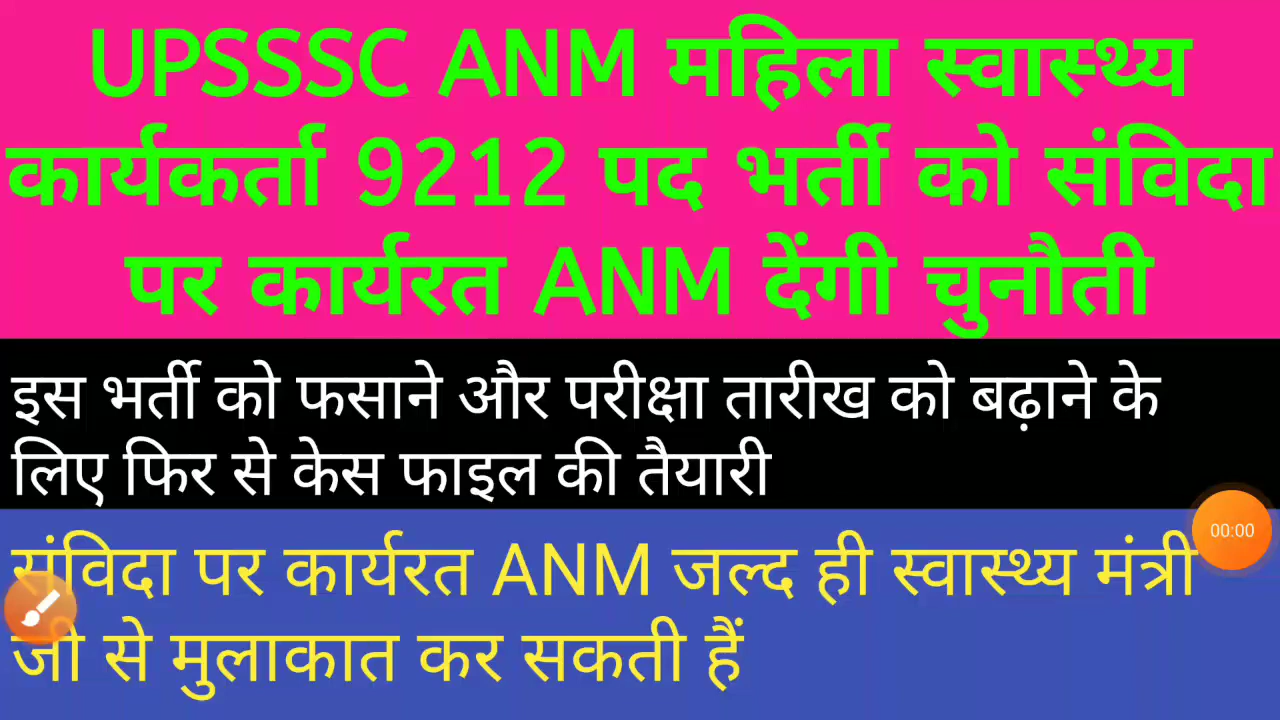 UPSSSC ANM महिला स्वास्थ्य
कार्यकर्ता 9212 पद भर्ती को संविदा
पर कार्यरत ANM देंगी चुनौती
इस भर्ती को फसाने और परीक्षा तारीख को बढ़ाने के
लिए फिर से केस फाइल की तैयारी
00:00
संविदा पर कार्यरत ANM जल्द ही स्वास्थ्य मंत्री
जी से मुलाकात कर सकती हैं